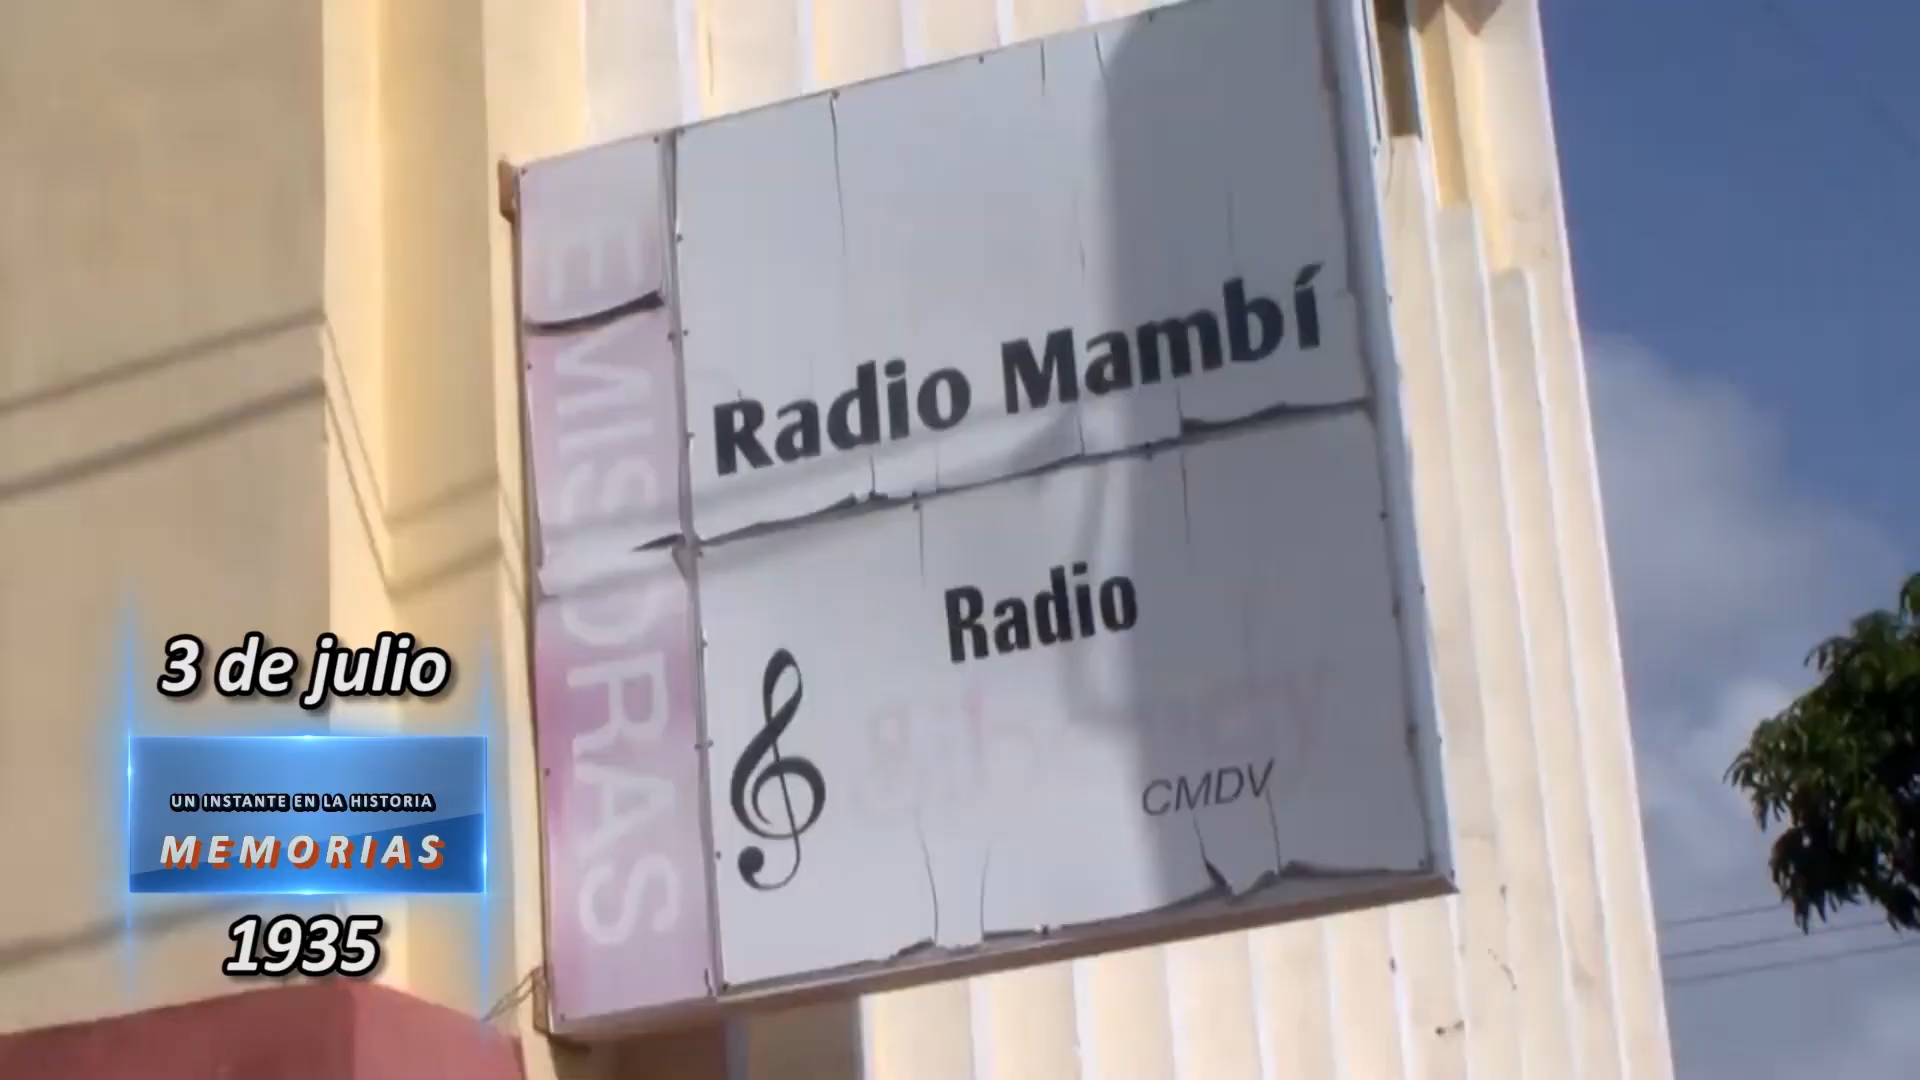 EMISORAS
Radio Mambí
Radio
CMDV
3 de julio
UN INSTANTE EN LA HISTORIA
MEMORIAS
1935